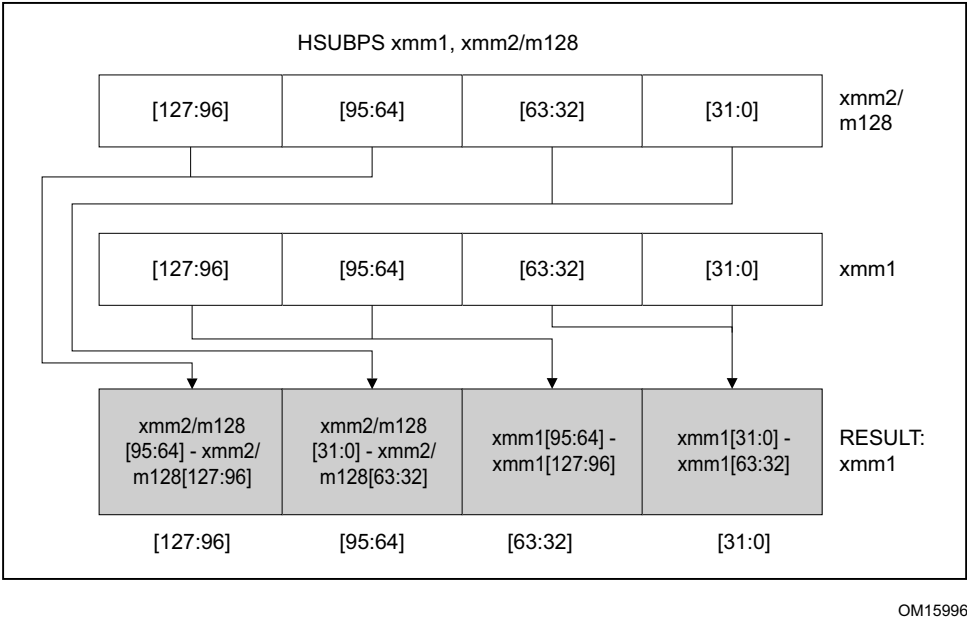 HSUBPS xmm1, xmm2/m128
[127:96] [95:64] [63:32] [31:0]
xmm2/
m128
[127:96] [95:64] [63:32] [31:0] xmm1
xmm2/m128
[95:64] - xmm2/
m128[127:96]
xmm2/m128
[31:0] - xmm2/
m128[63:32]
xmm1[95:64] -
xmm1[127:96]
xmm1[31:0] -
xmm1[63:32]
RESULT:
xmm1
[127:96] [95:64] [63:32] [31:0]
OM15996